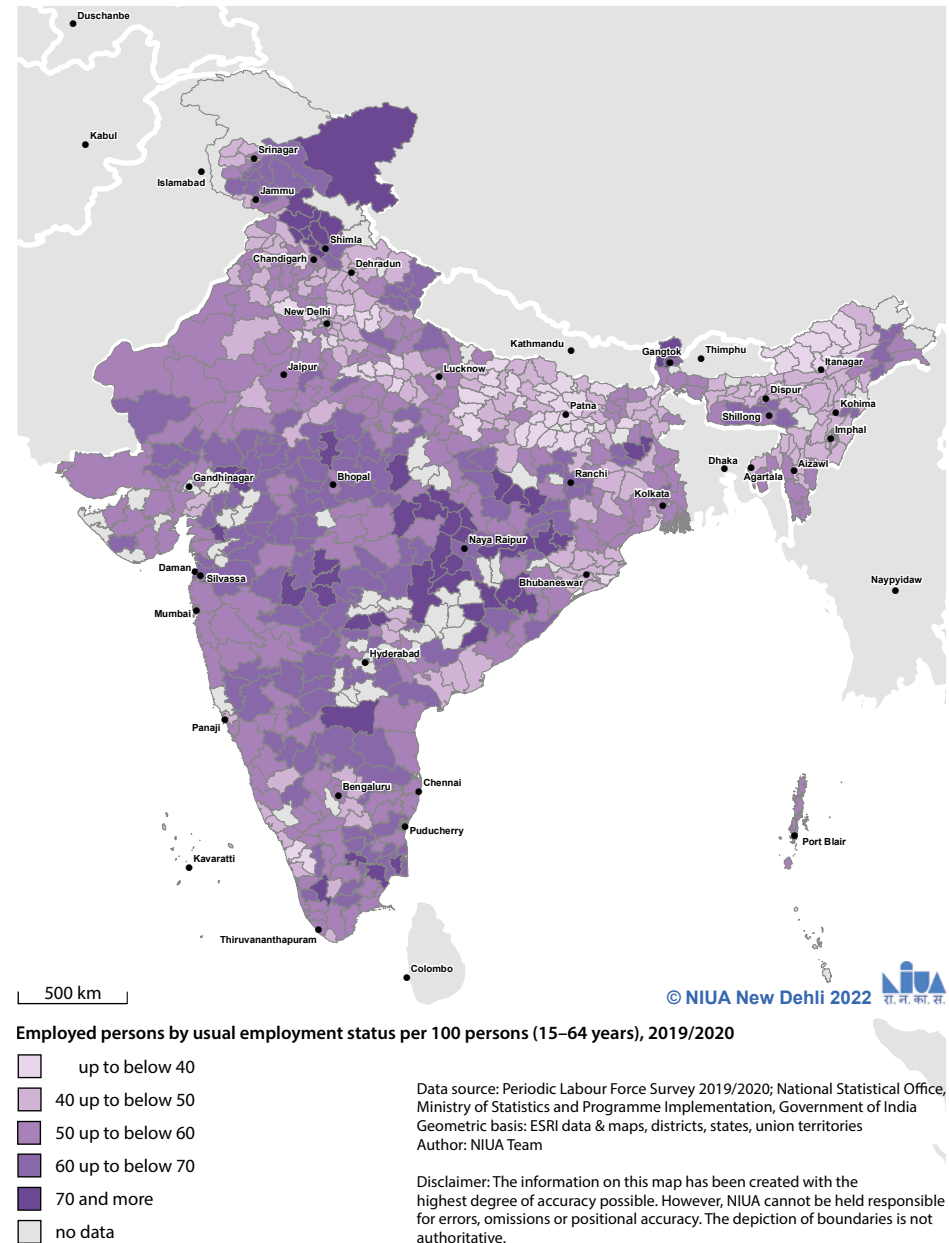 Duschanbe
Kabul
Srinagar
Islamabad
Jammu
Shimla
Chandigarh
Dehradun
New Delhi
Kathmandu
Gangtok
Thimphu
Itanagar
Jaipur
Lucknow
Dispur
Patna
Kohima
Shillong
Imphal
Dhaka
Aizawl
Agartala
Gandhinagar
Bhopal
Ranchi
Kolkata
Naya Raipur
Daman
Silvassa
Bhubaneswar
Naypyidaw
Mumbai
Hyderabad
Panaji
Bengaluru
Chennai
Puducherry
Port Blair
Kavaratti
Thiruvananthapuram
Colombo
500 km
© NIUA New Dehli 2022
NIUA
रा. न. का. सं.
Employed persons by usual employment status per 100 persons (15–64 years), 2019/2020
up to below 40
40 up to below 50
50 up to below 60
60 up to below 70
70 and more
no data
Data source: Periodic Labour Force Survey 2019/2020; National Statistical Office,
Ministry of Statistics and Programme Implementation, Government of India
Geometric basis: ESRI data & maps, districts, states, union territories
Author: NIUA Team
Disclaimer: The information on this map has been created with the
highest degree of accuracy possible. However, NIUA cannot be held responsible
for errors, omissions or positional accuracy. The depiction of boundaries is not
authoritative.